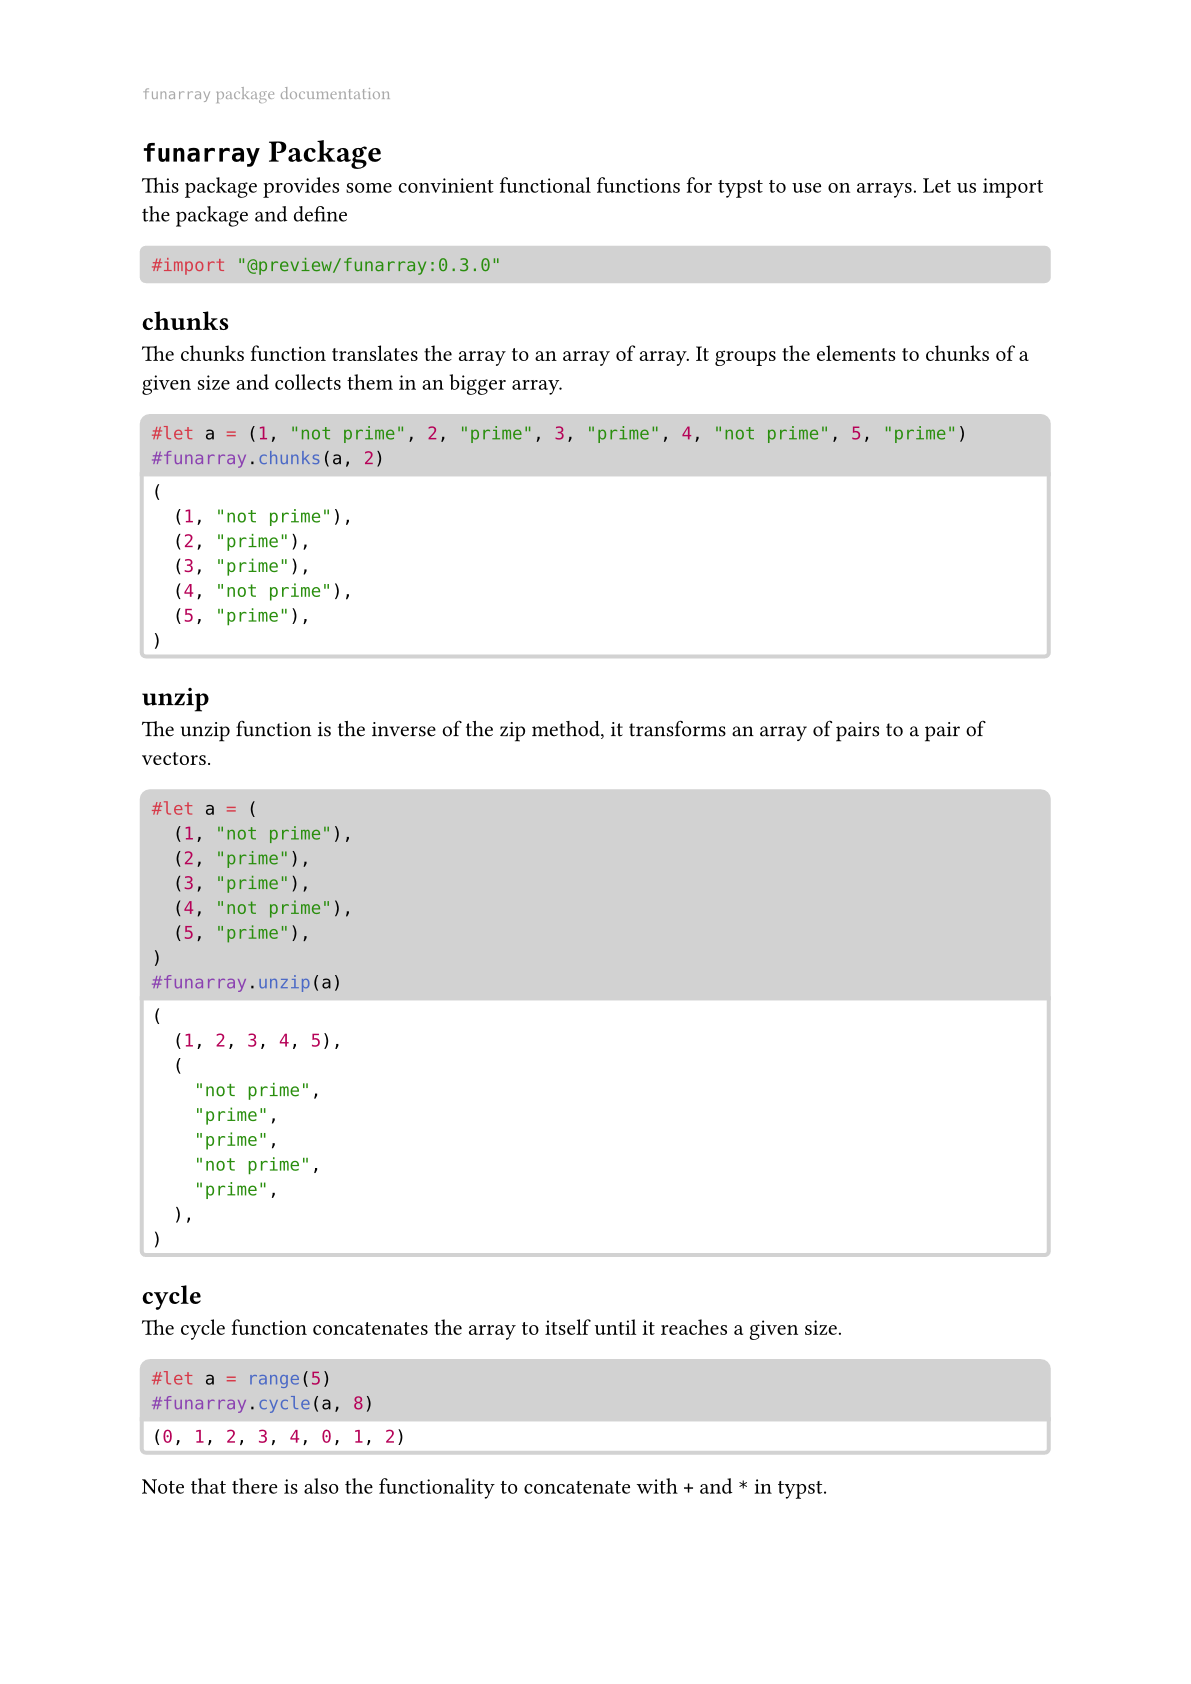 funarray package documentation
funarray Package
This package provides some convinient functional functions for typst to use on arrays. Let us import
the package and define
#import "@preview/funarray:0.3.0"
chunks
The chunks function translates the array to an array of array. It groups the elements to chunks of a
given size and collects them in an bigger array.
#let a = (1, "not prime", 2, "prime", 3, "prime", 4, "not prime", 5, "prime")
#funarray.chunks(a, 2)
(
  (1, "not prime"),
  (2, "prime"),
  (3, "prime"),
  (4, "not prime"),
  (5, "prime"),
)
unzip
The unzip function is the inverse of the zip method, it transforms an array of pairs to a pair of
vectors.
#let a = (
  (1, "not prime"),
  (2, "prime"),
  (3, "prime"),
  (4, "not prime"),
  (5, "prime"),
)
#funarray.unzip(a)
(
  (1, 2, 3, 4, 5),
  (
    "not prime",
    "prime",
    "prime",
    "not prime",
    "prime",
  ),
)
cycle
The cycle function concatenates the array to itself until it reaches a given size.
#let a = range(5)
#funarray.cycle(a, 8)
(0, 1, 2, 3, 4, 0, 1, 2)
Note that there is also the functionality to concatenate with + and * in typst.